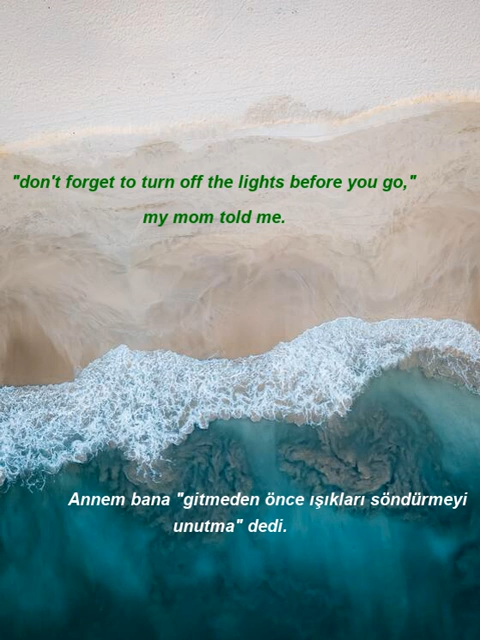 "don't forget to turn off the lights before you go,"
my mom told me.
Annem bana "gitmeden önce ışıkları söndürmeyi
unutma" dedi.